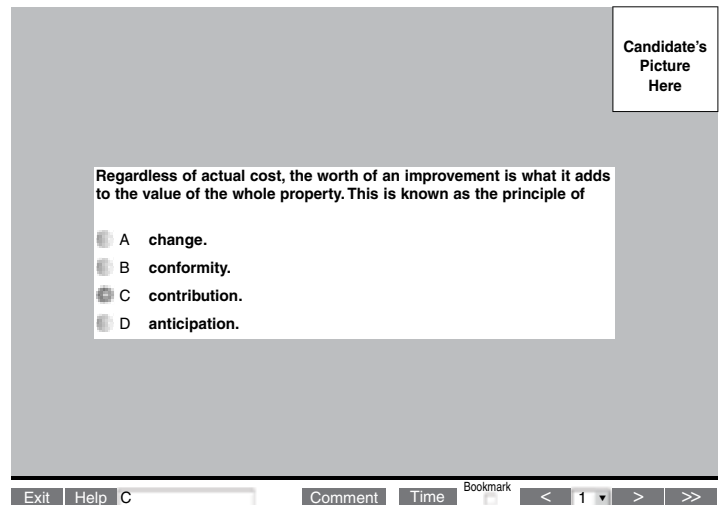 Candidate's
Picture
Here
Regardless of actual cost, the worth of an improvement is what it adds
to the value of the whole property. This is known as the principle of
A change.
B conformity.
C contribution.
D anticipation.
Exit Help C Comment Time Bookmark < 1 ▼ > >>